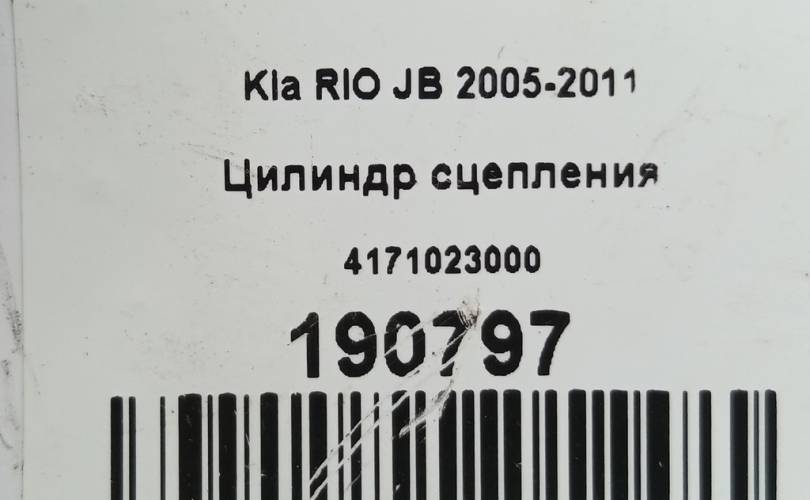 Kia RIO JB 2005-2011
Цилиндр сцепления
4171023000
190797